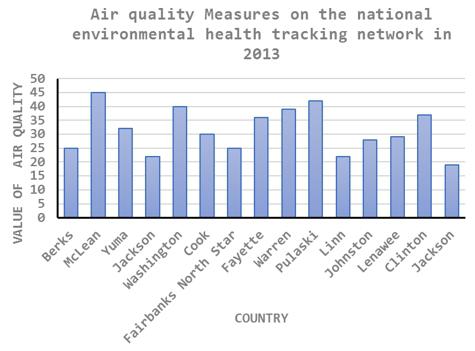 Air quality Measures on the national
environmental health tracking network in
2013
VALUE OF AIR QUALITY
50
45
40
35
30
25
20
15
10
5
0
Berks
McLean
Yuma
Jackson
Washington
Cook
Fairbanks North Star
Fayette
Warren
Pulaski
Linn
Johnston
Lenawee
Clinton
Jackson
COUNTRY